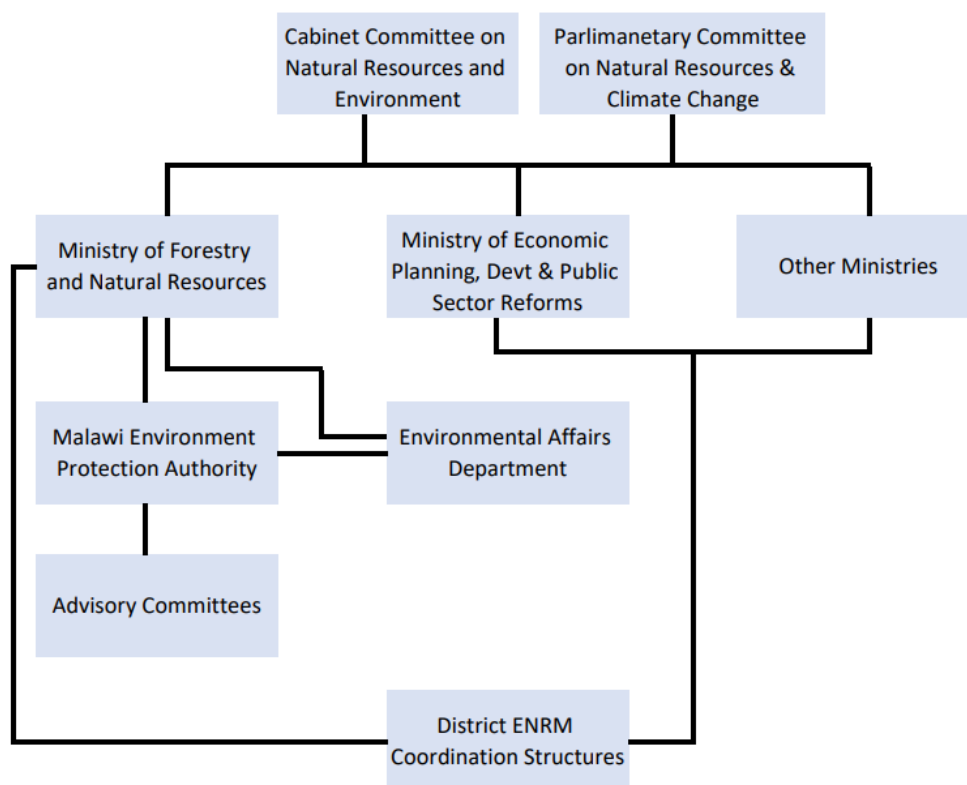 Cabinet Committee on
Natural Resources and
Environment
Parlimanetary Committee
on Natural Resources &
Climate Change
Ministry of Forestry
and Natural Resources
Ministry of Economic
Planning, Devt & Public
Sector Reforms
Other Ministries
Malawi Environment
Protection Authority
Environmental Affairs
Department
Advisory Committees
District ENRM
Coordination Structures